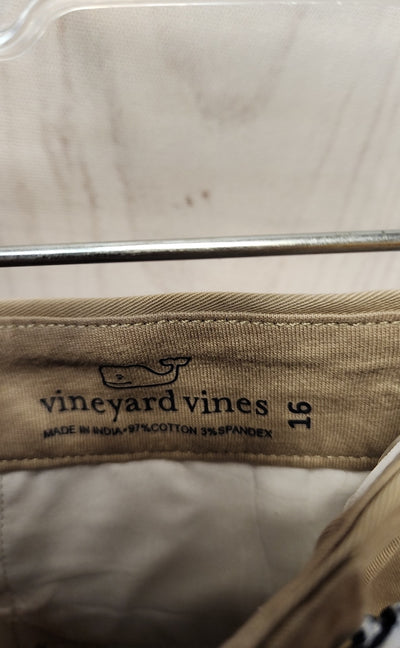 vineyard vines
MADE IN INDIA•97%COTTON 3%SPANDEX
16